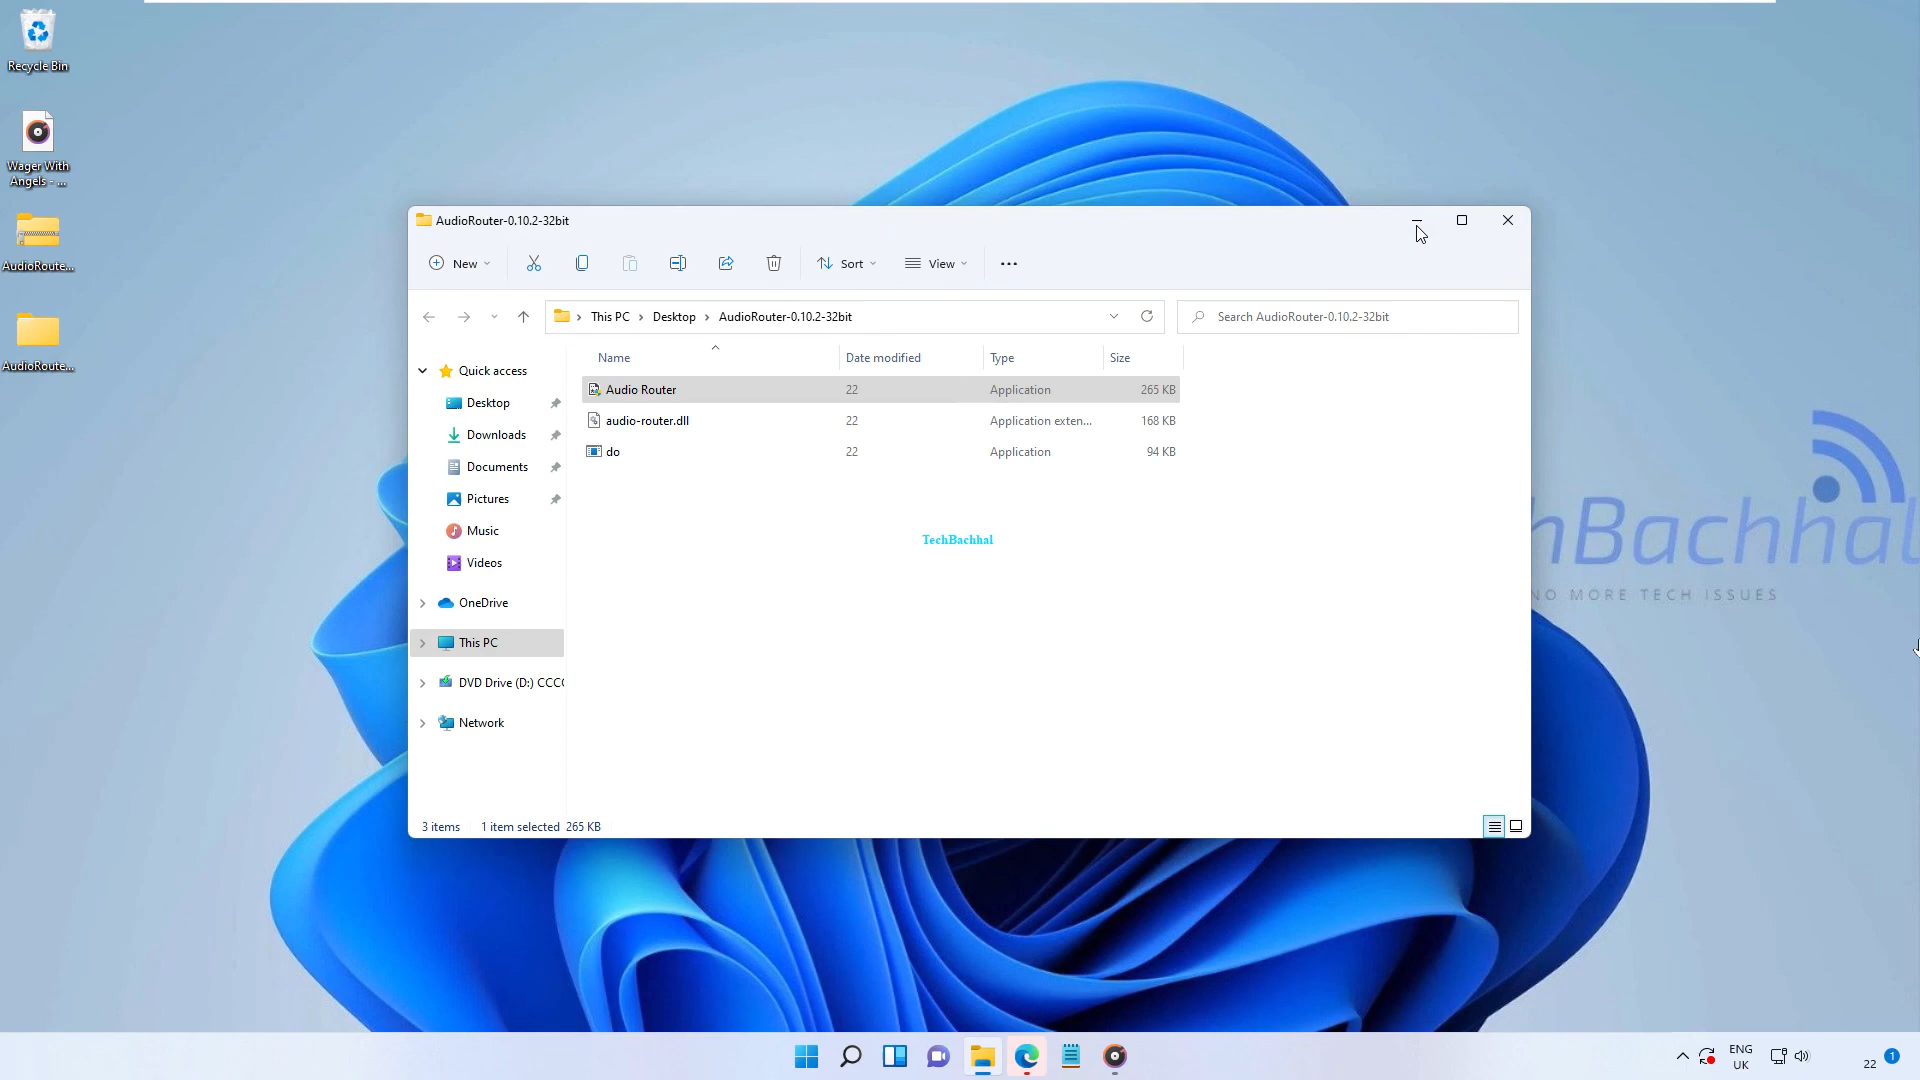 Recycle Bin
Wager With
Angels - ...
AudioRoute...
AudioRoute...
AudioRouter-0.10.2-32bit
New
Sort
View
This PC
Desktop
AudioRouter-0.10.2-32bit
Search AudioRouter-0.10.2-32bit
Name
Date modified
Type
Size
Audio Router 22 Application 265 KB
audio-router.dll 22 Application exten... 168 KB
do 22 Application 94 KB
Quick access
Desktop
Downloads
Documents
Pictures
Music
Videos
OneDrive
This PC
DVD Drive (D:) CCC
Network
TechBachhal
hBachhal
NO MORE TECH ISSUES
3 items 1 item selected 265 KB
ENG
UK
22
1